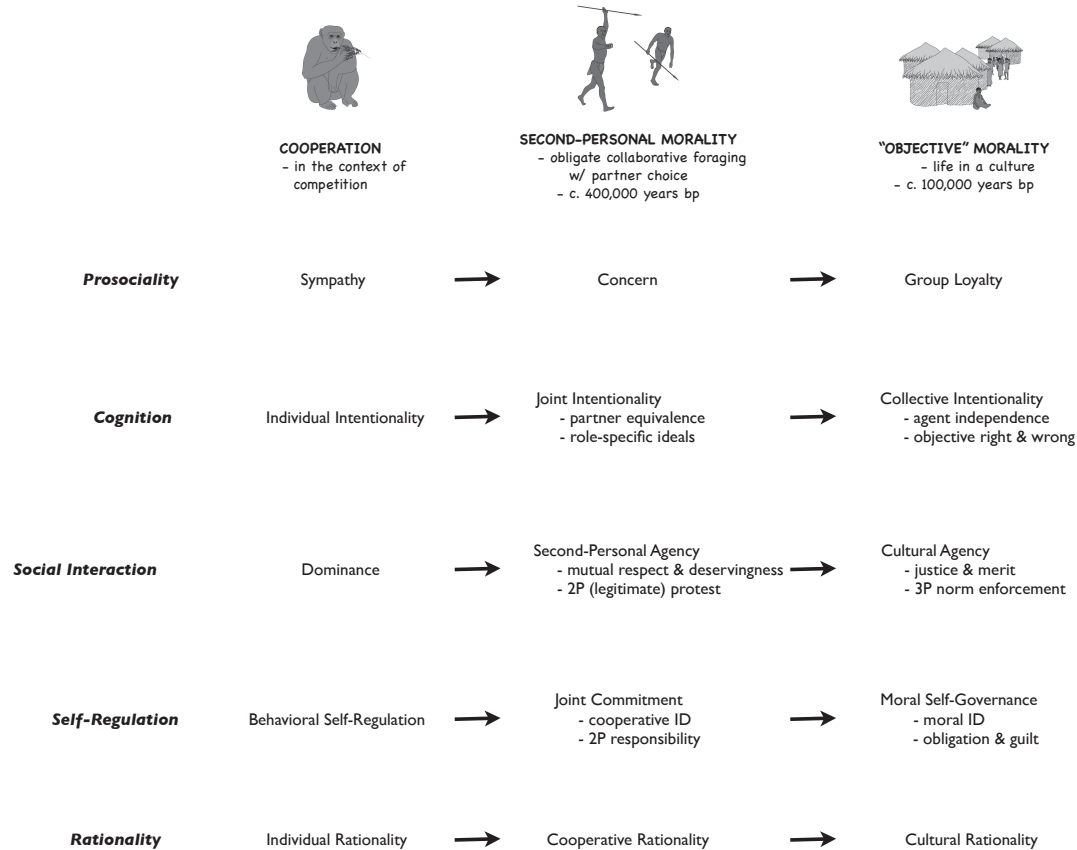 COOPERATION
- in the context of
competition
SECOND-PERSONAL MORALITY
- obligate collaborative foraging
w/ partner choice
- c. 400,000 years bp
"OBJECTIVE" MORALITY
- life in a culture
- c. 100,000 years bp
Prosociality
Sympathy
Concern
Group Loyalty
Cognition
Individual Intentionality
Joint Intentionality
- partner equivalence
- role-specific ideals
Collective Intentionality
- agent independence
- objective right & wrong
Social Interaction
Dominance
Second-Personal Agency
- mutual respect & deservingness
- 2P (legitimate) protest
Cultural Agency
- justice & merit
- 3P norm enforcement
Self-Regulation
Behavioral Self-Regulation
Joint Commitment
- cooperative ID
- 2P responsibility
Moral Self-Governance
- moral ID
- obligation & guilt
Rationality
Individual Rationality
Cooperative Rationality
Cultural Rationality